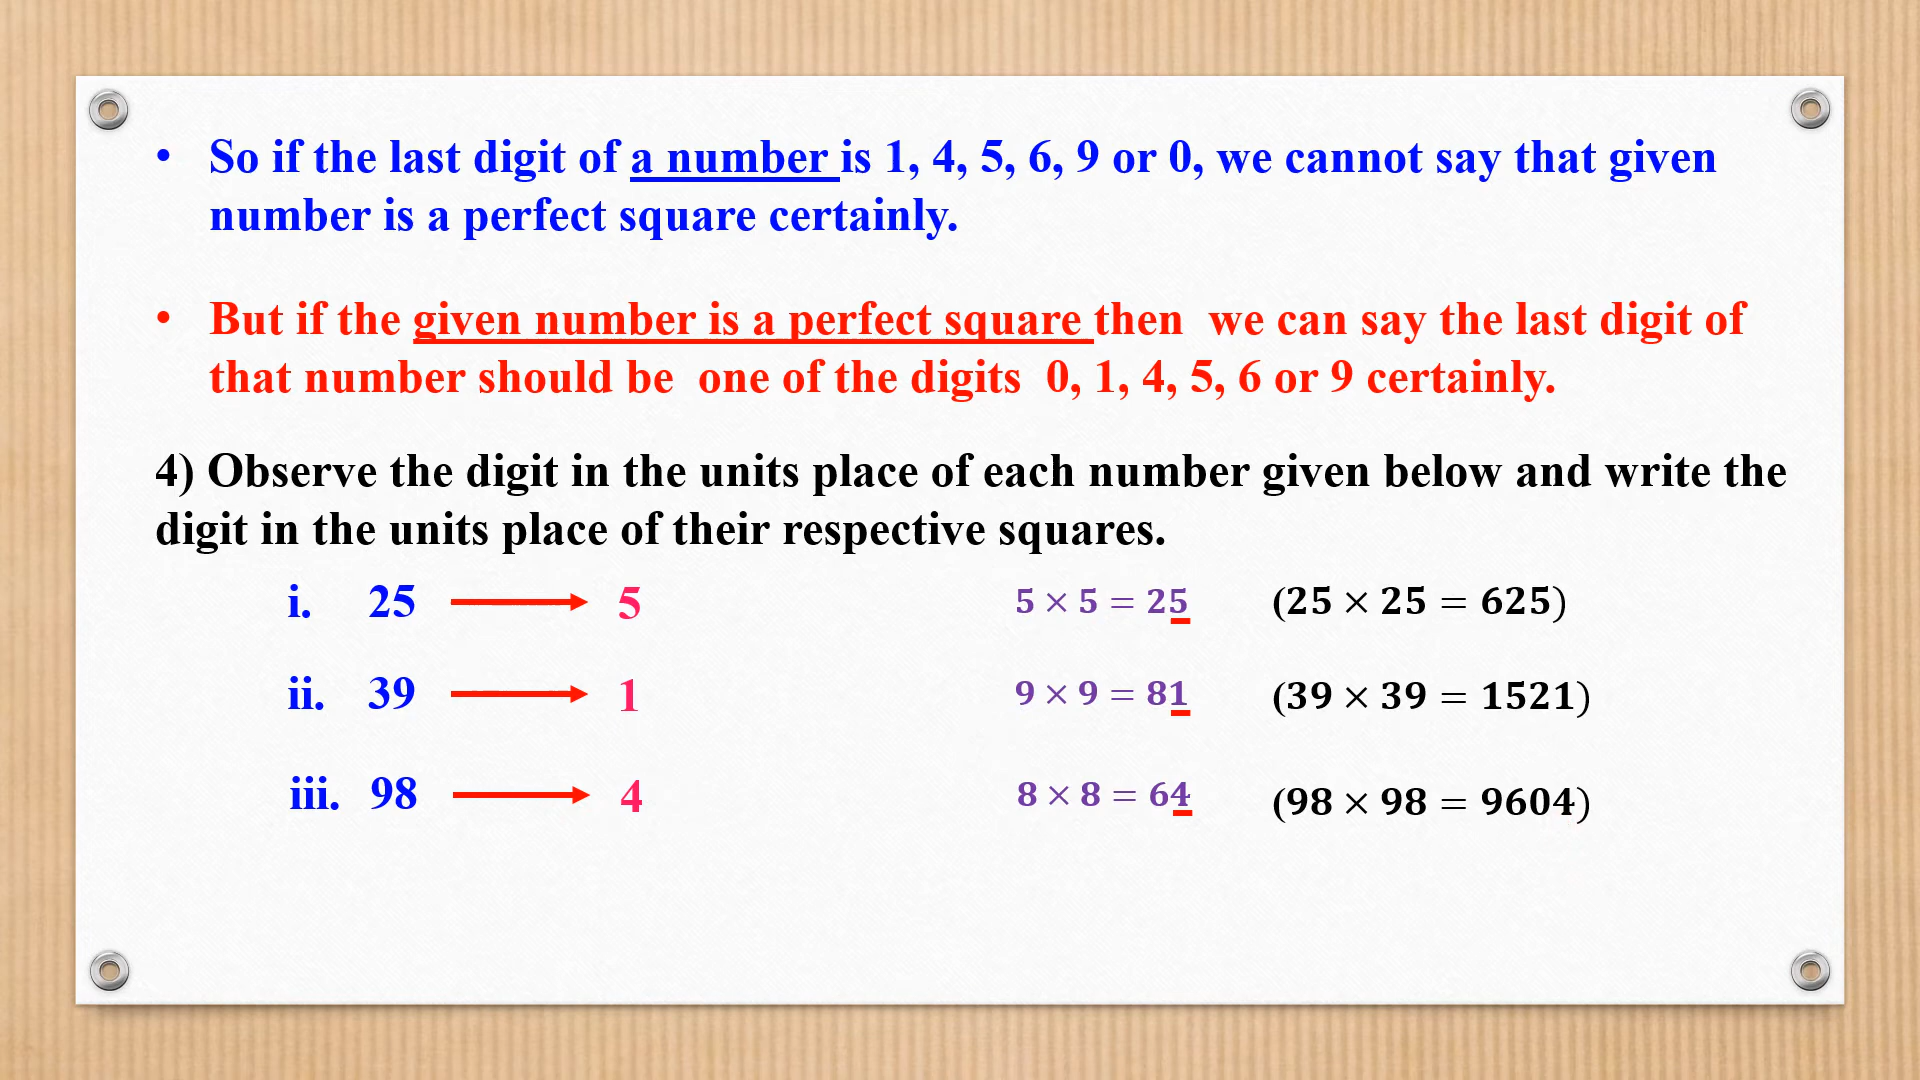 • So if the last digit of a number is 1, 4, 5, 6, 9 or 0, we cannot say that given
number is a perfect square certainly.
• But if the given number is a perfect square then we can say the last digit of
that number should be one of the digits 0, 1, 4, 5, 6 or 9 certainly.
4) Observe the digit in the units place of each number given below and write the
digit in the units place of their respective squares.
i. 25 → 5 5 × 5 = 25 (25 × 25 = 625)
ii. 39 → 1 9 × 9 = 81 (39 × 39 = 1521)
iii. 98 → 4 8 × 8 = 64 (98 × 98 = 9604)